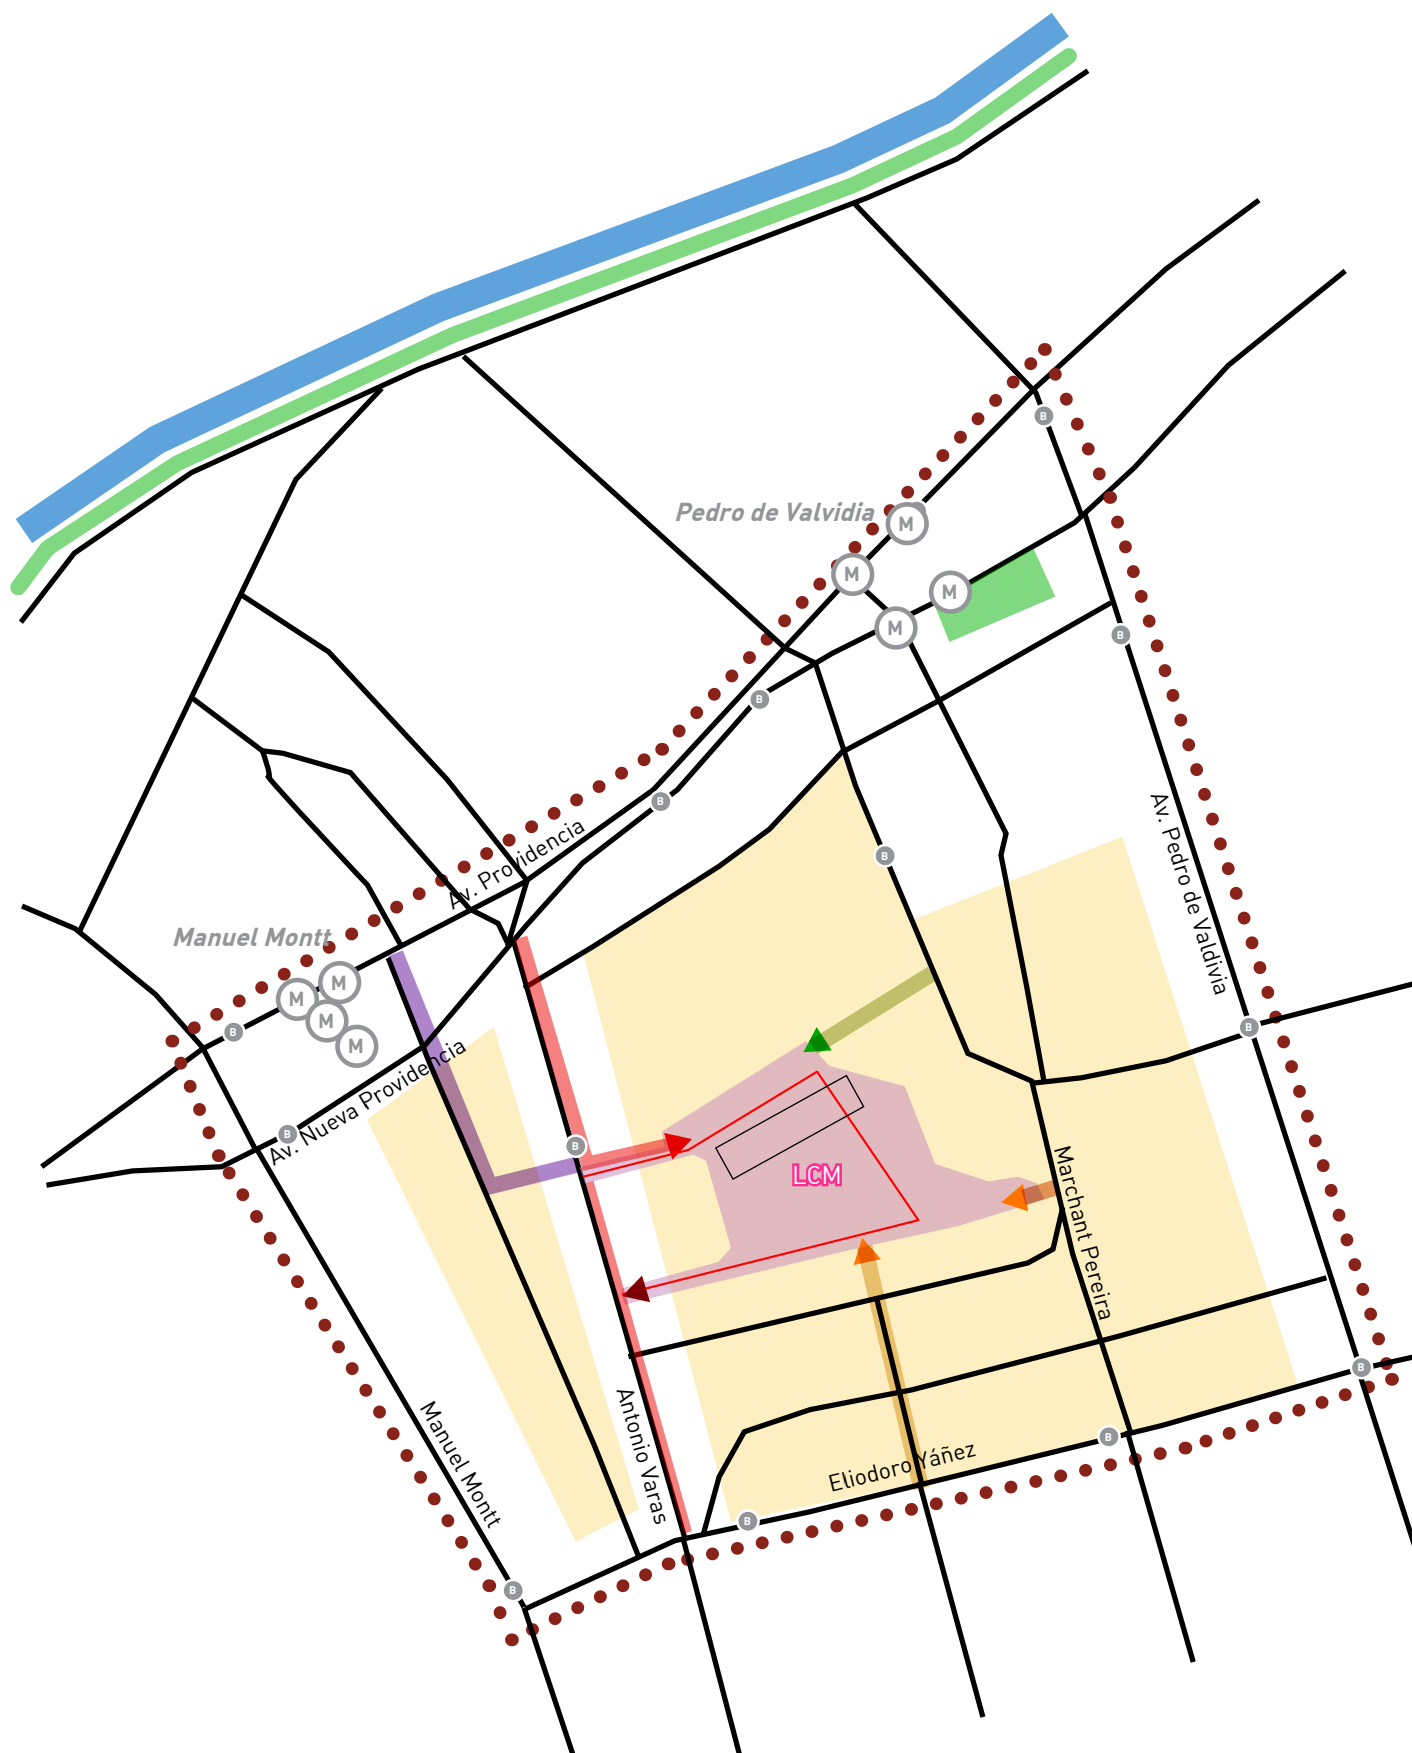 B
Pedro de Valvidia
M
M
M
M
B
B
B
Av. Providencia
Av. Pedro de Valdivia
B
Manuel Montt
M
M
M
M
B
B
Av. Nueva Providencia
B
B
LCM
Marchant Pereira
B
Manuel Montt
Antonio Varas
Eliodoro Yáñez
B
B
B